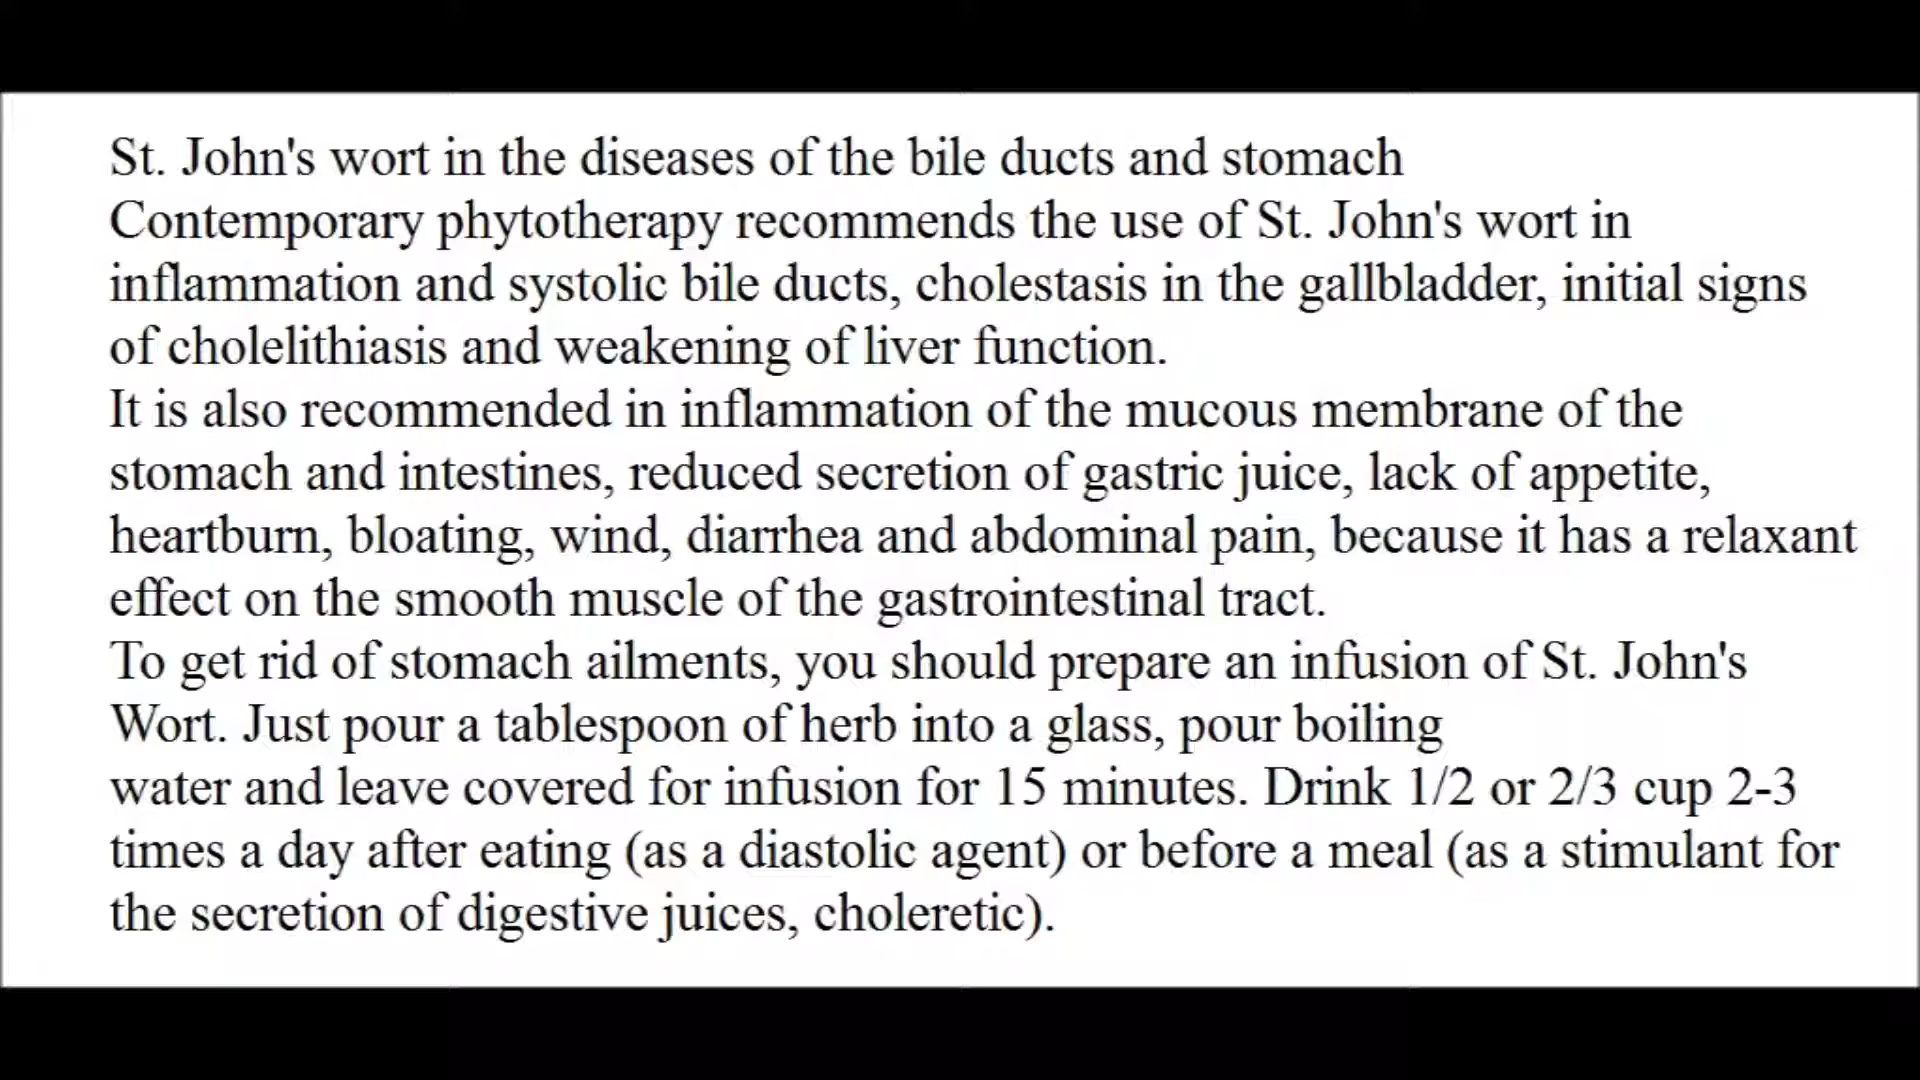 St. John's wort in the diseases of the bile ducts and stomach
Contemporary phytotherapy recommends the use of St. John's wort in
inflammation and systolic bile ducts, cholestasis in the gallbladder, initial signs
of cholelithiasis and weakening of liver function.
It is also recommended in inflammation of the mucous membrane of the
stomach and intestines, reduced secretion of gastric juice, lack of appetite,
heartburn, bloating, wind, diarrhea and abdominal pain, because it has a relaxant
effect on the smooth muscle of the gastrointestinal tract.
To get rid of stomach ailments, you should prepare an infusion of St. John's
Wort. Just pour a tablespoon of herb into a glass, pour boiling
water and leave covered for infusion for 15 minutes. Drink 1/2 or 2/3 cup 2-3
times a day after eating (as a diastolic agent) or before a meal (as a stimulant for
the secretion of digestive juices, choleretic).